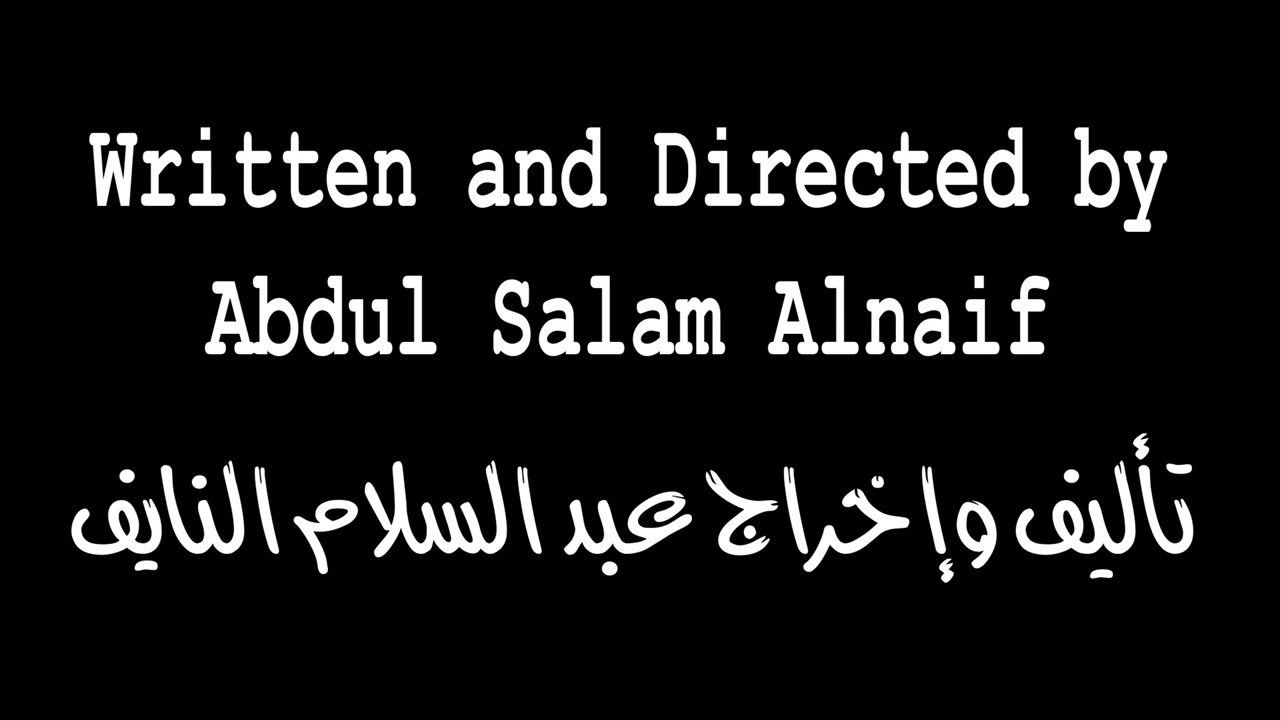 Written and Directed by
Abdul Salam Alnaif
تأليف وإخراج عبد السلام النايف